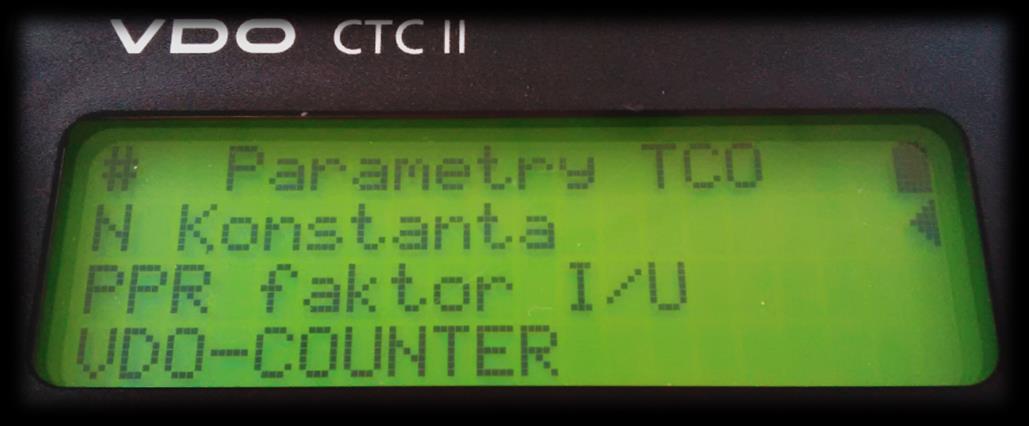 VDO CTC II
# Parametry TCO
N Konstanta
PPR faktor I/U
VDO-COUNTER